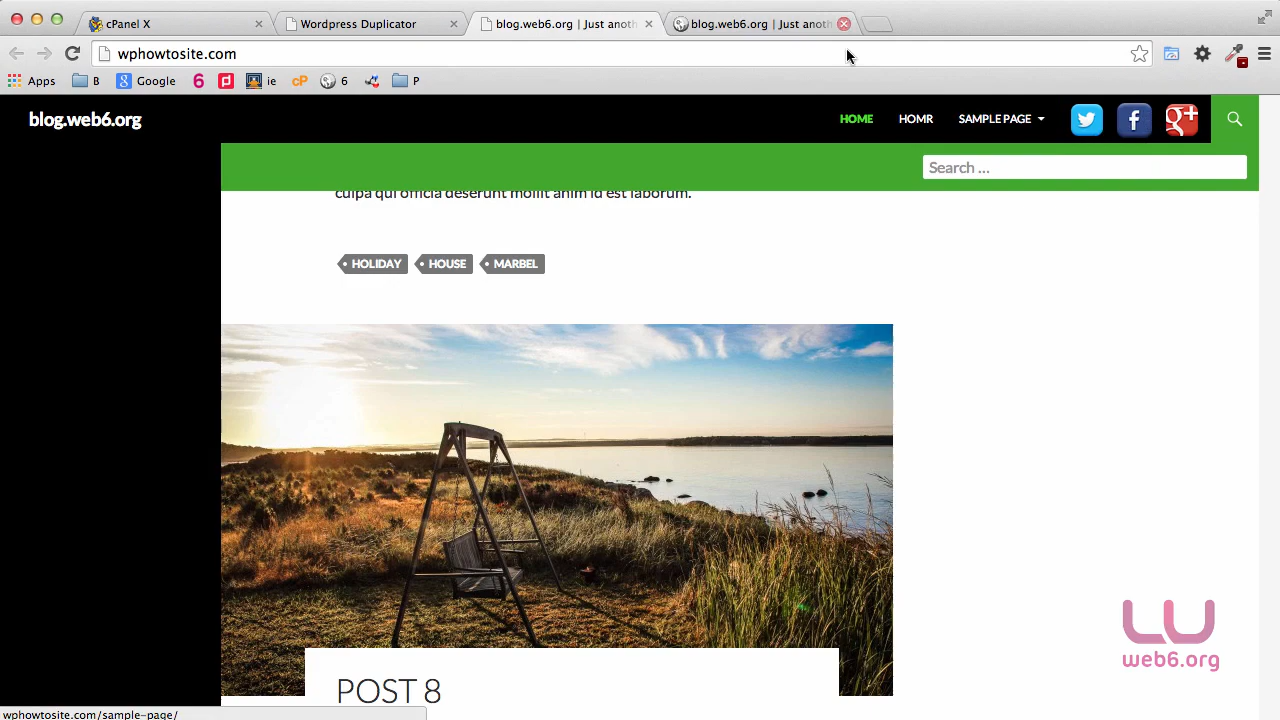 cPanel X
Wordpress Duplicator
blog.web6.org | Just anoth
blog.web6.org | Just anoth
wphowtosite.com
Apps
B
Google
6
ie
cP
6
P
blog.web6.org
HOME
HOMR
SAMPLE PAGE
Search ...
culpa qui officia deserunt mollit anim id est laborum.
HOLIDAY
HOUSE
MARBEL
POST 8
web6.org
wphowtosite.com/sample-page/